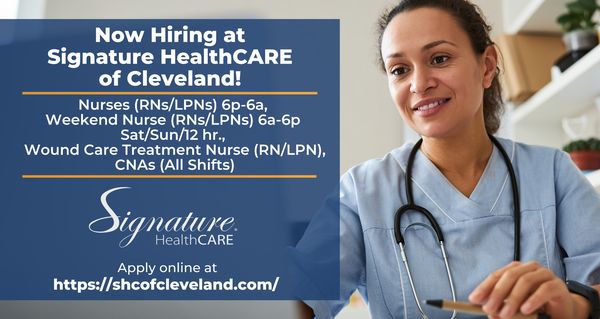 Now Hiring at
Signature HealthCARE
of Cleveland!
Nurses (RNs/LPNs) 6p-6a,
Weekend Nurse (RNs/LPNs) 6a-6p
Sat/Sun/12 hr.,
Wound Care Treatment Nurse (RN/LPN),
CNAs (All Shifts)
Signature®
HealthCARE
Apply online at
https://shcofcleveland.com/